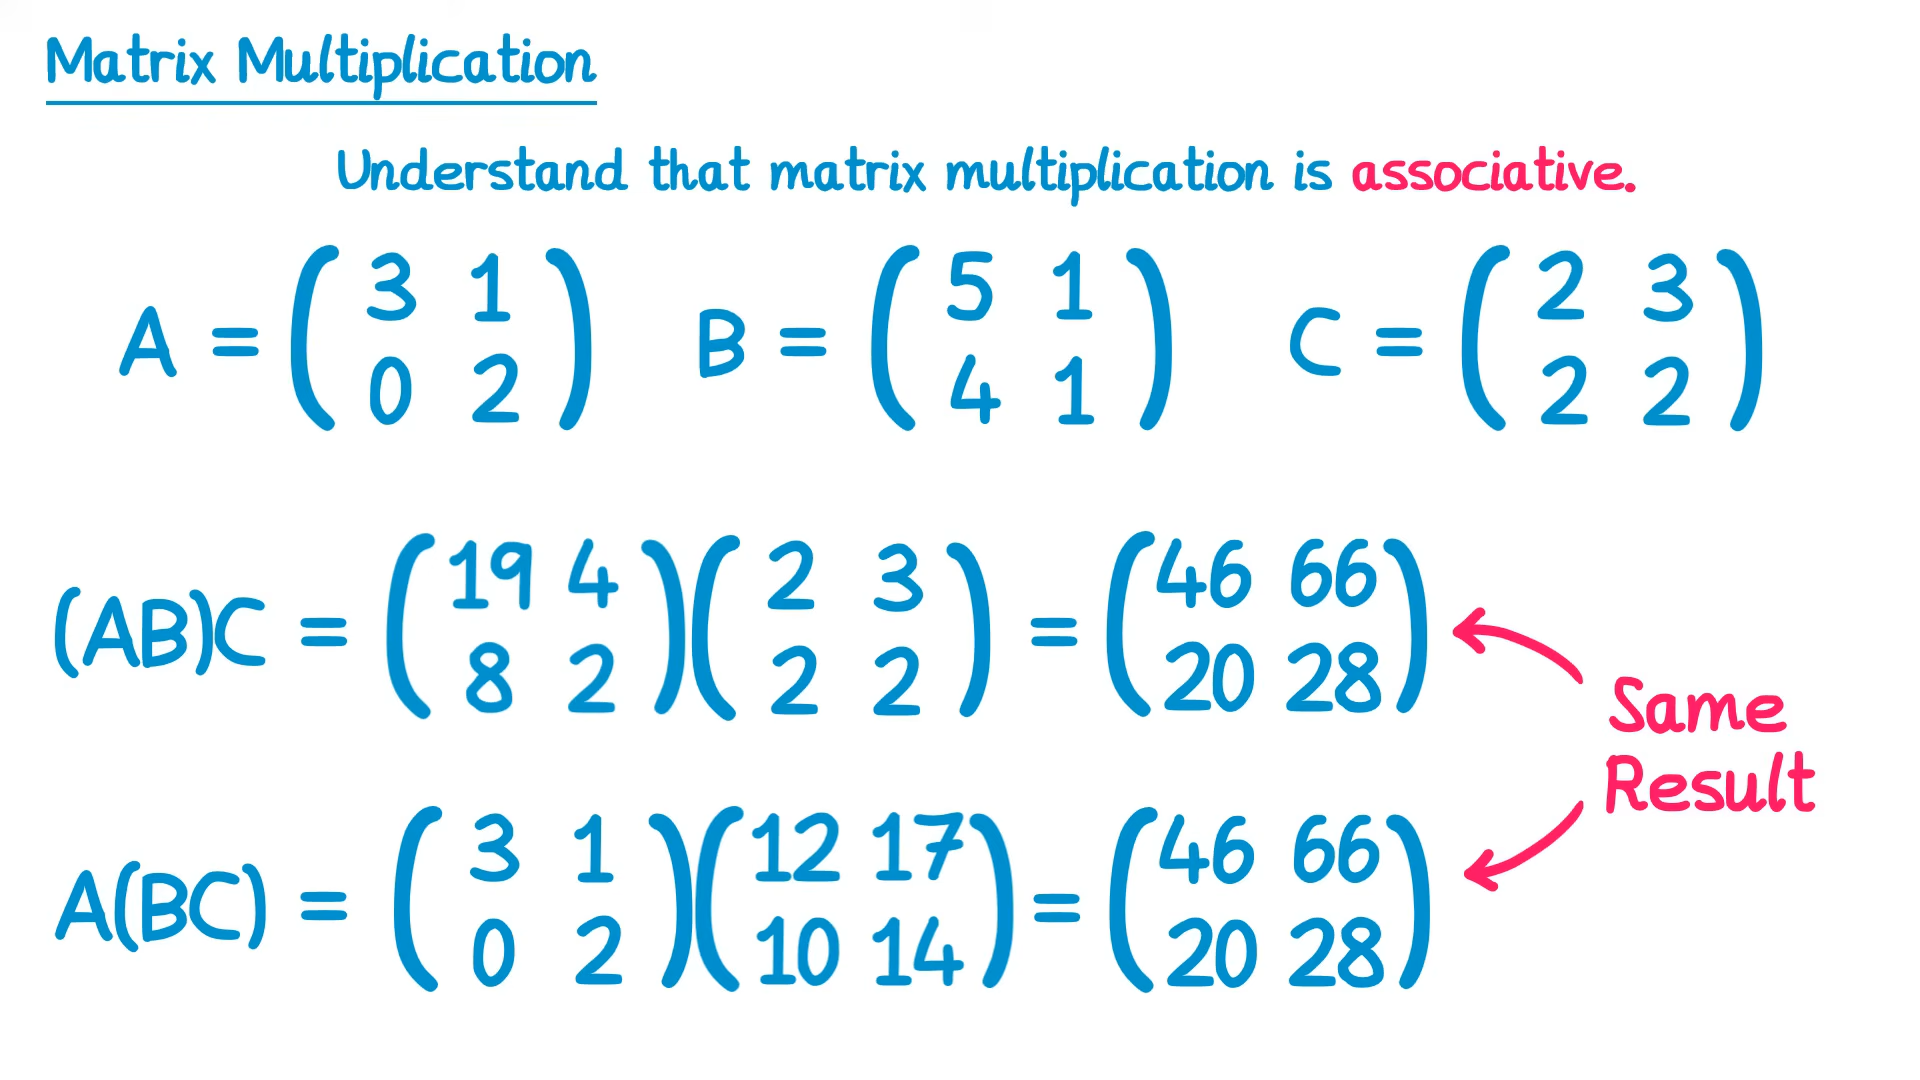 Matrix Multiplication
Understand that matrix multiplication is associative.
A = ( 3 1 ) B = ( 5 1 ) C = ( 2 3 )
0 2 4 1 2 2
(AB)C = ( 19 4 ) ( 2 3 ) = ( 46 66 )
8 2 2 2 20 28
Same
Result
A(BC) = ( 3 1 ) ( 12 17 ) = ( 46 66 )
0 2 10 14 20 28